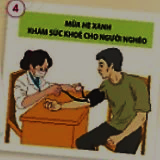 4
MÙA HÈ XANH
KHÁM SỨC KHOẺ CHO NGƯỜI NGHÈO